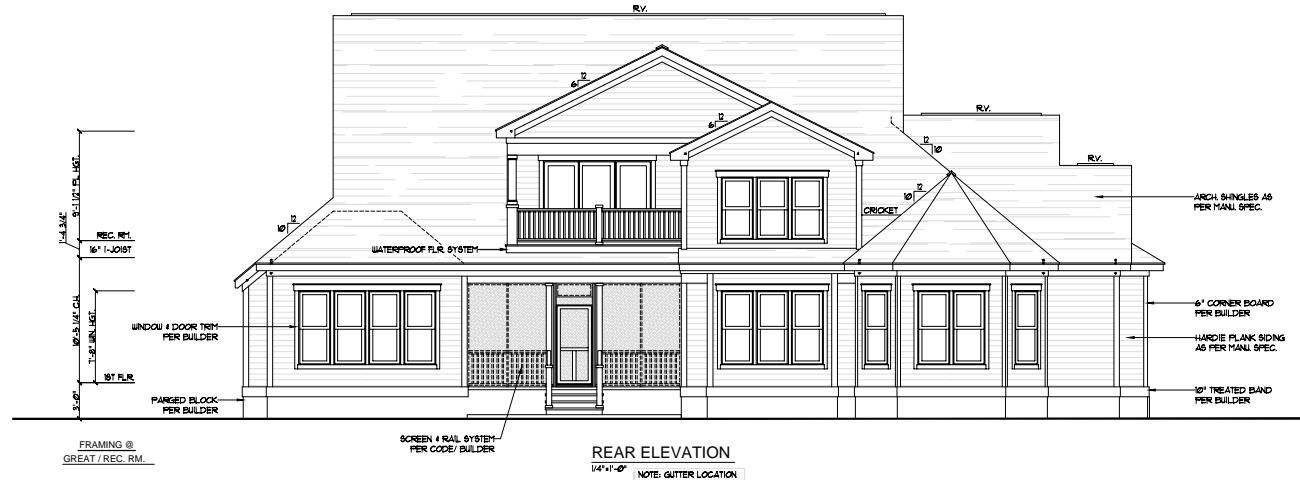 R.V.
12
6
12
6
R.V.
12
10
R.V.
9'-1 1/2" PL. HGT.
1'-4 3/4"
REC. RM.
16" I-JOIST
12
10
12
10
CRICKET
ARCH. SHINGLES AS
PER MANU. SPEC.
WATERPROOF FLR. SYSTEM
10'-5 1/4" C.H.
7'-8" WIN. HGT.
WINDOW & DOOR TRIM
PER BUILDER
6" CORNER BOARD
PER BUILDER
HARDIE PLANK SIDING
AS PER MANU. SPEC.
1ST FLR.
3'-0"
PARGED BLOCK
PER BUILDER
10" TREATED BAND
PER BUILDER
SCREEN & RAIL SYSTEM
PER CODE/ BUILDER
FRAMING @
GREAT / REC. RM.
REAR ELEVATION
1/4"=1'-0"
NOTE: GUTTER LOCATION